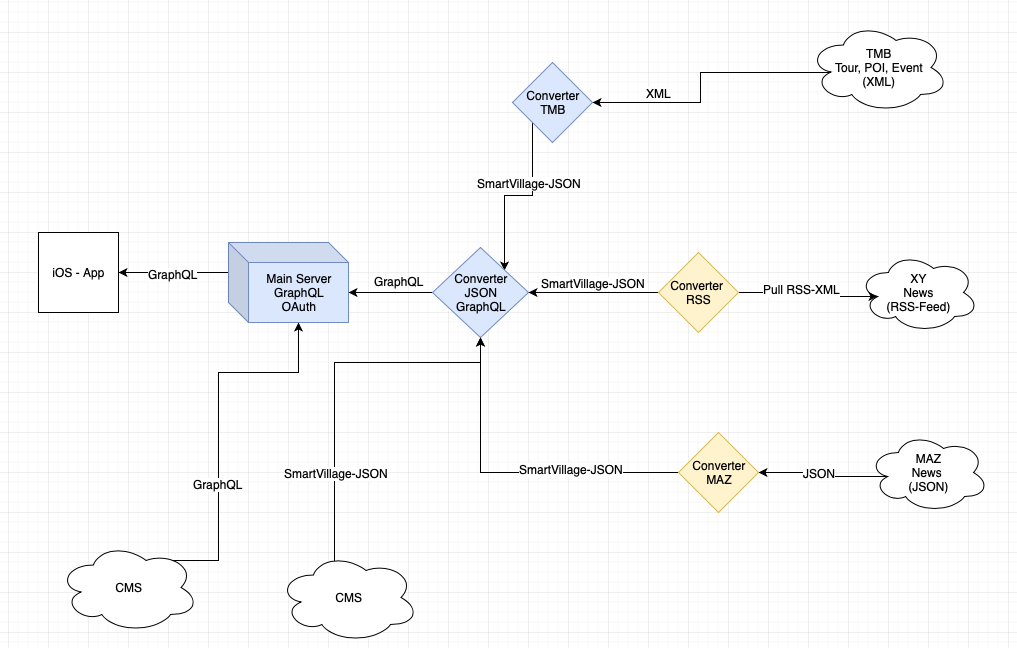 TMB
Tour, POI, Event
(XML)
XML
Converter
TMB
SmartVillage-JSON
iOS - App
GraphQL
Main Server
GraphQL
OAuth
GraphQL
Converter
JSON
GraphQL
SmartVillage-JSON
Converter
RSS
Pull RSS-XML
XY
News
(RSS-Feed)
GraphQL
SmartVillage-JSON
SmartVillage-JSON
Converter
MAZ
JSON
MAZ
News
(JSON)
CMS
CMS